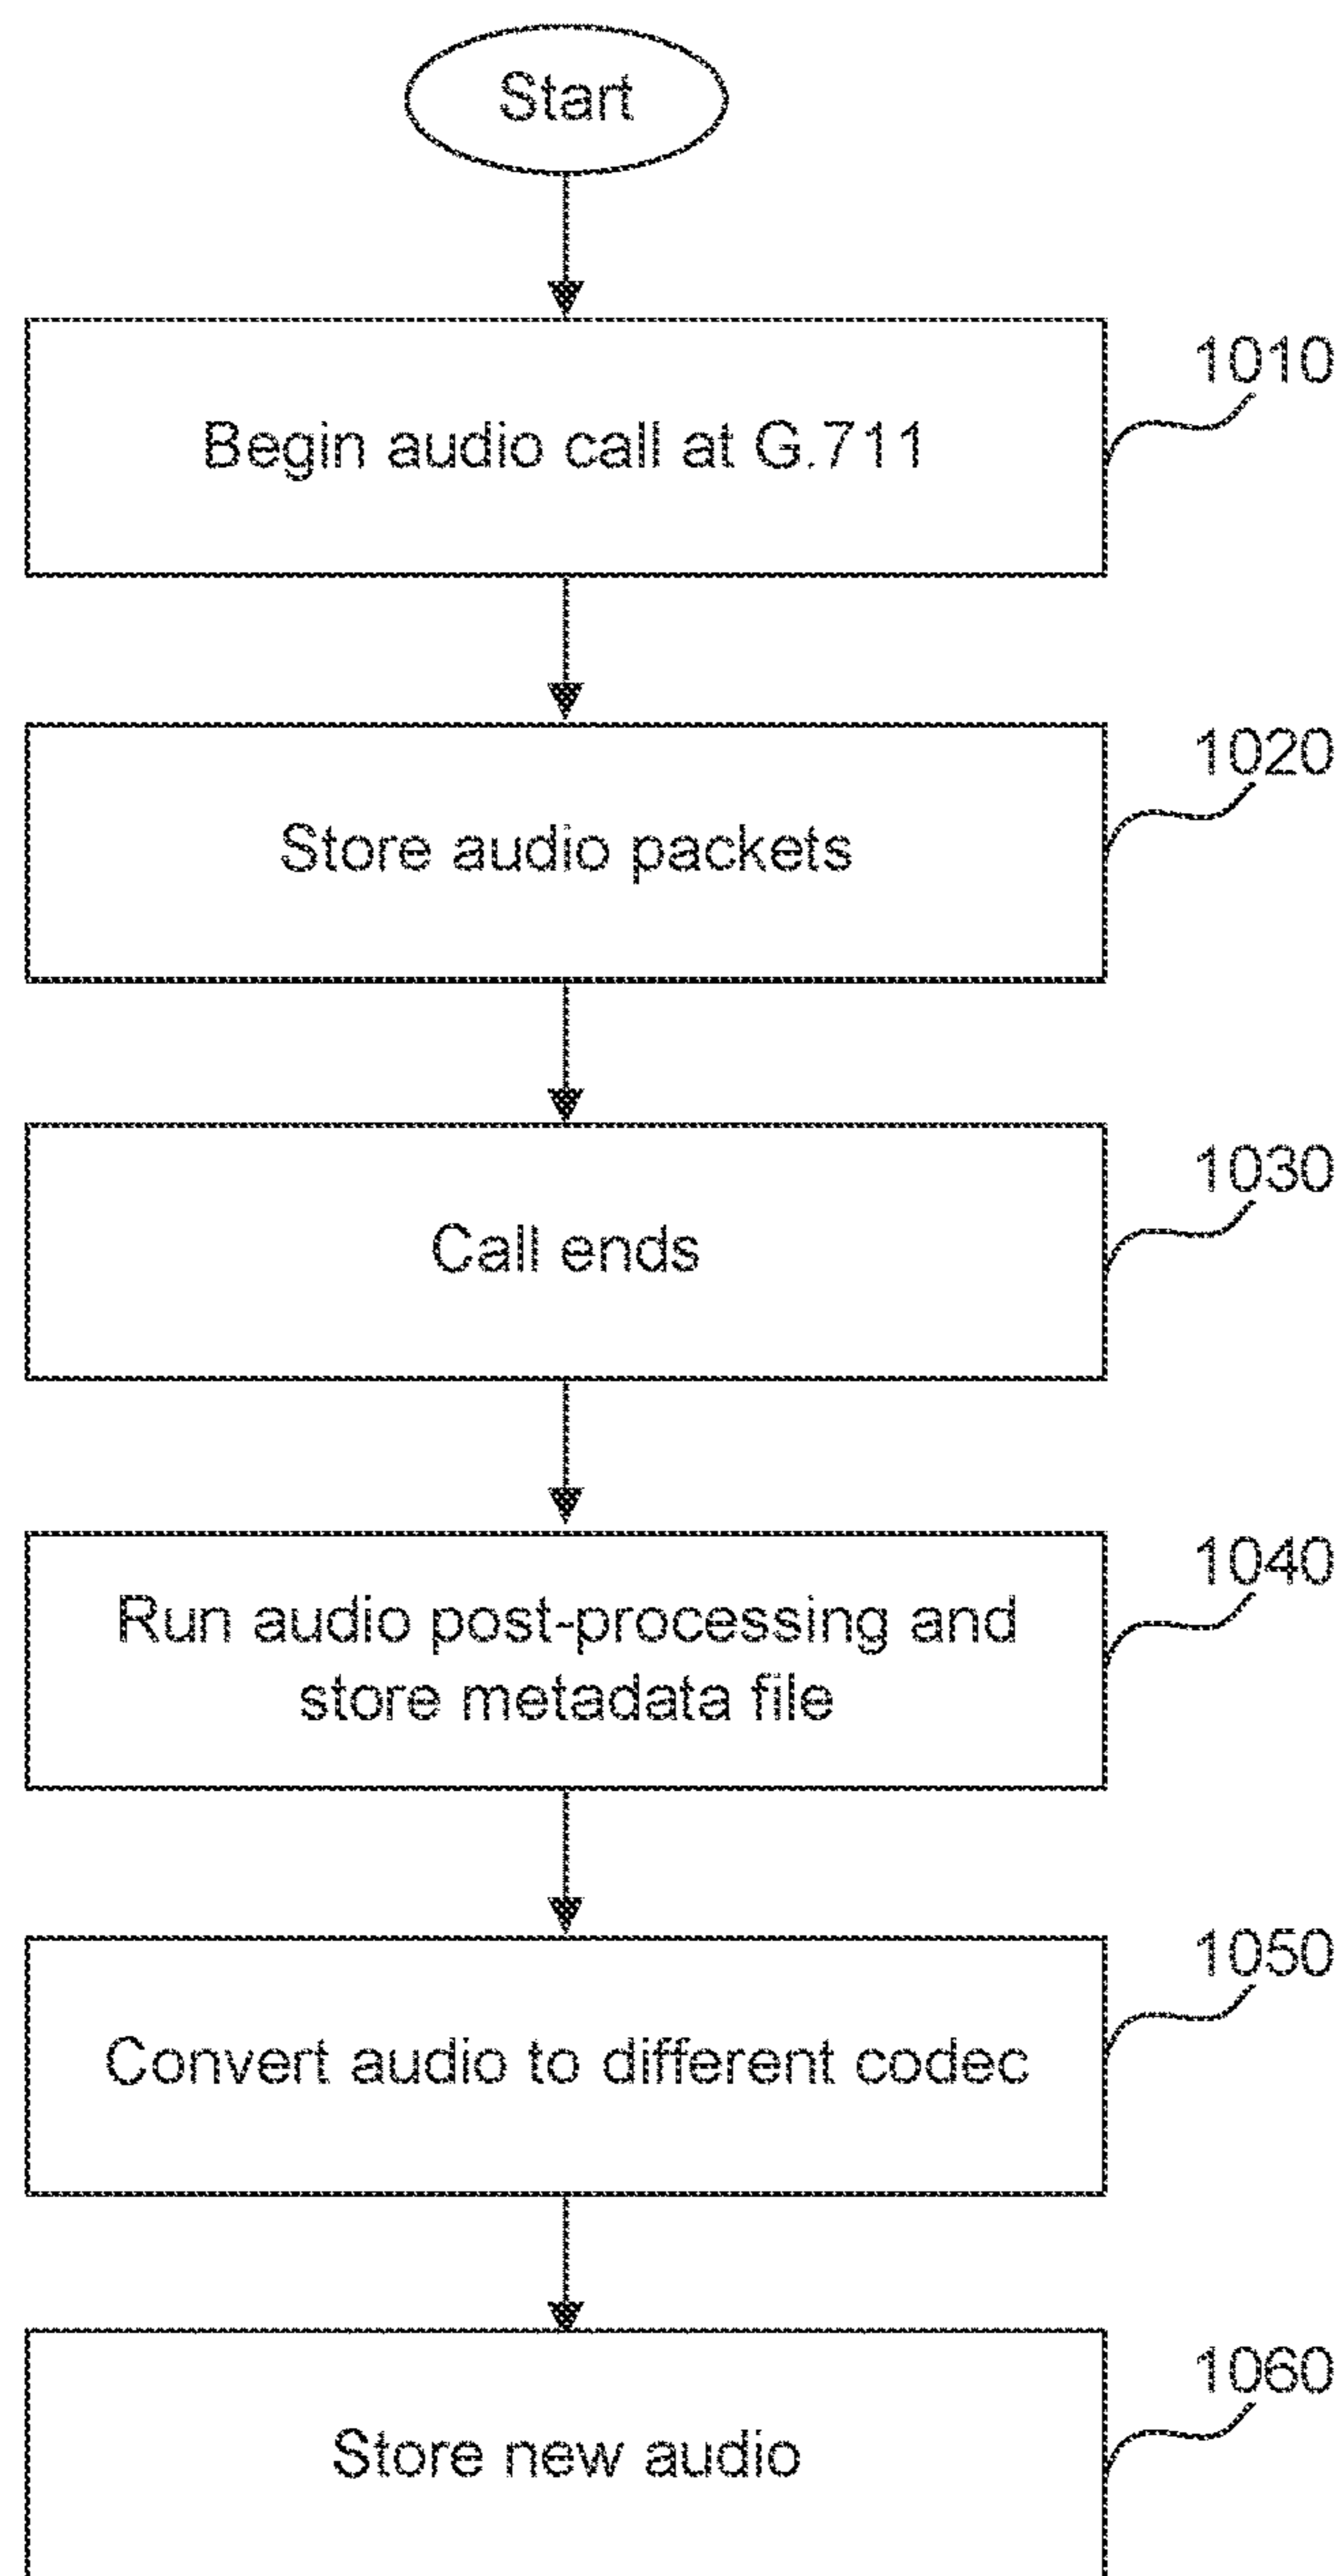 Start
1010
Begin audio call at G.711
1020
Store audio packets
1030
Call ends
1040
Run audio post-processing and
store metadata file
1050
Convert audio to different codec
1060
Store new audio